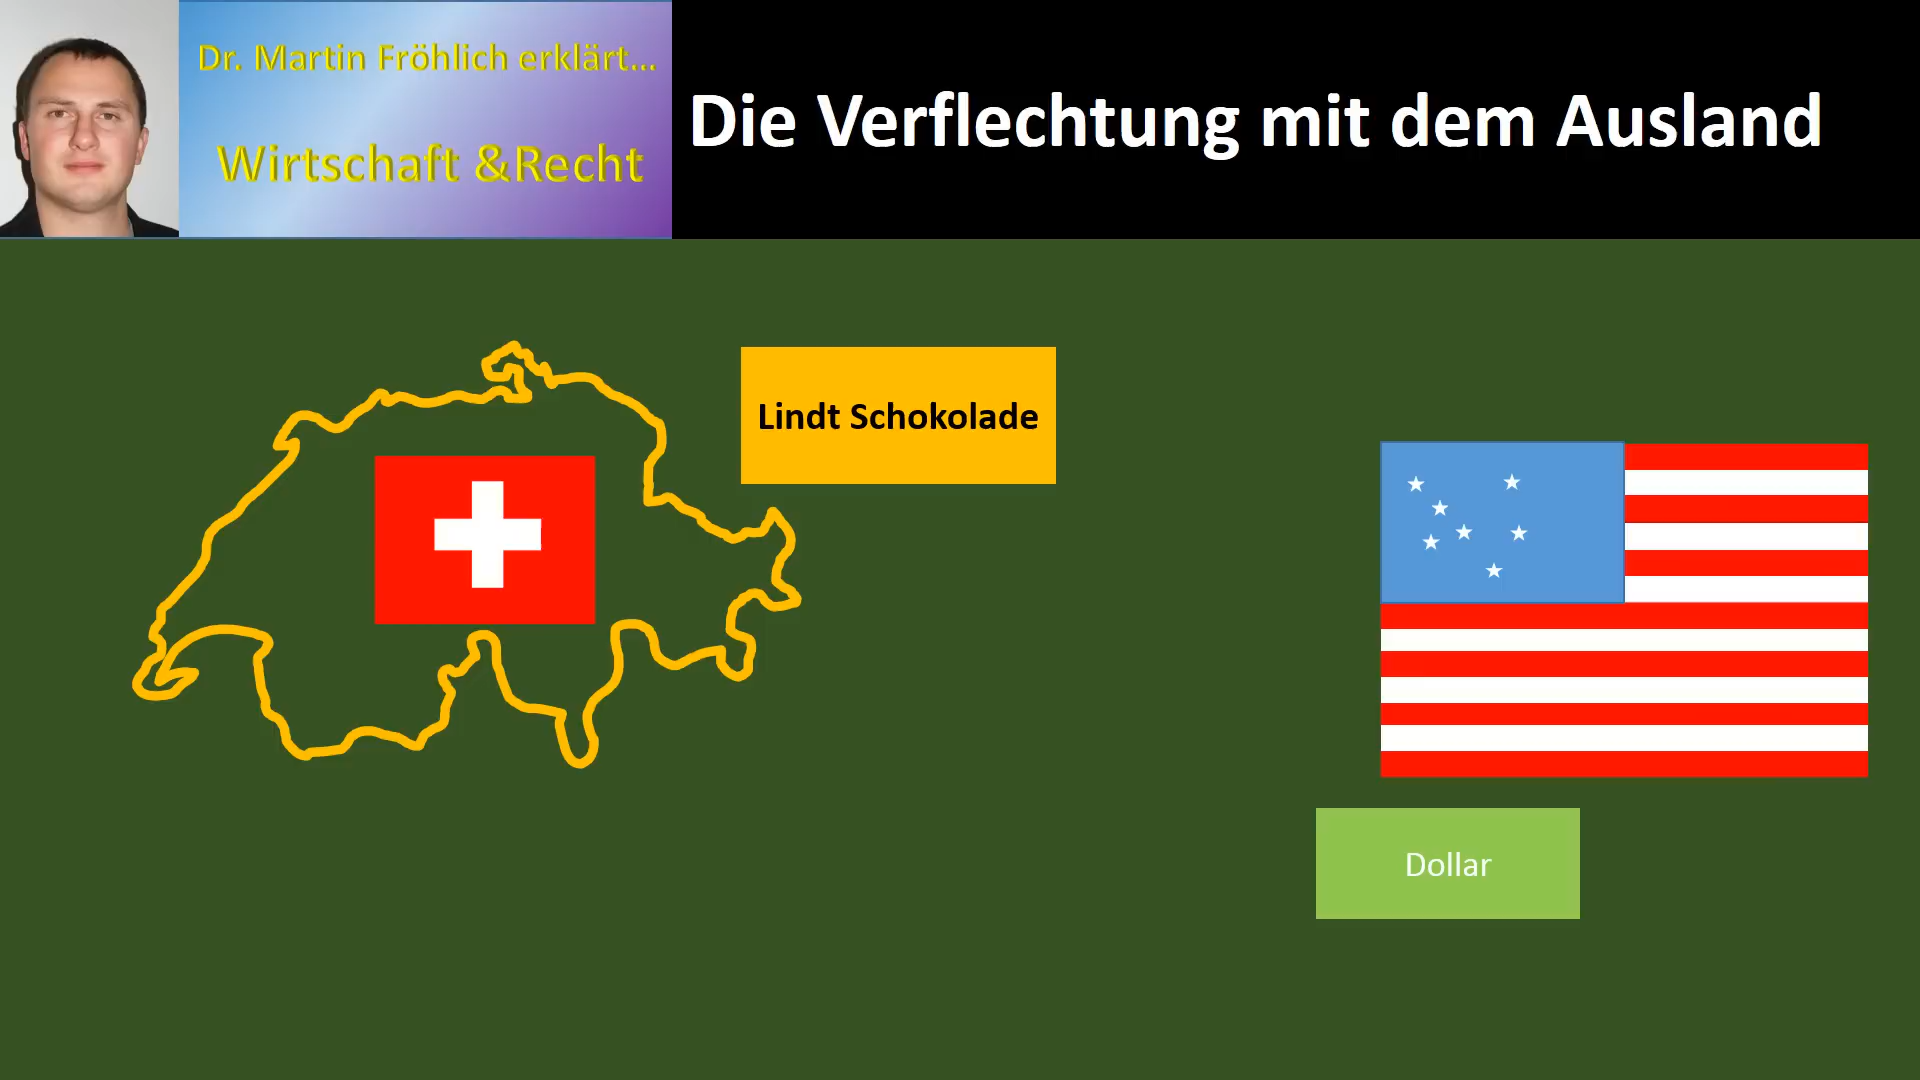 Dr. Martin Fröhlich erklärt...
Wirtschaft &Recht
Die Verflechtung mit dem Ausland
Lindt Schokolade
Dollar